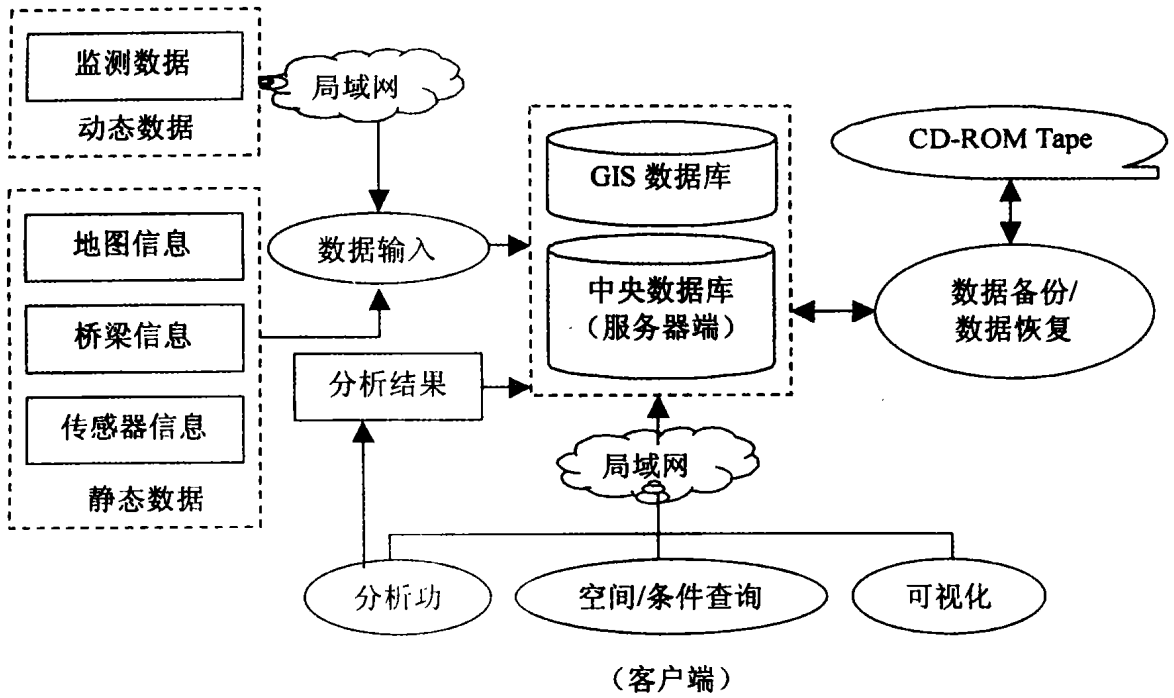 监测数据
动态数据
局域网
地图信息
桥梁信息
传感器信息
静态数据
数据输入
分析结果
GIS 数据库
中央数据库
（服务器端）
CD-ROM Tape
数据备份/
数据恢复
局域网
分析功
空间/条件查询
可视化
（客户端）